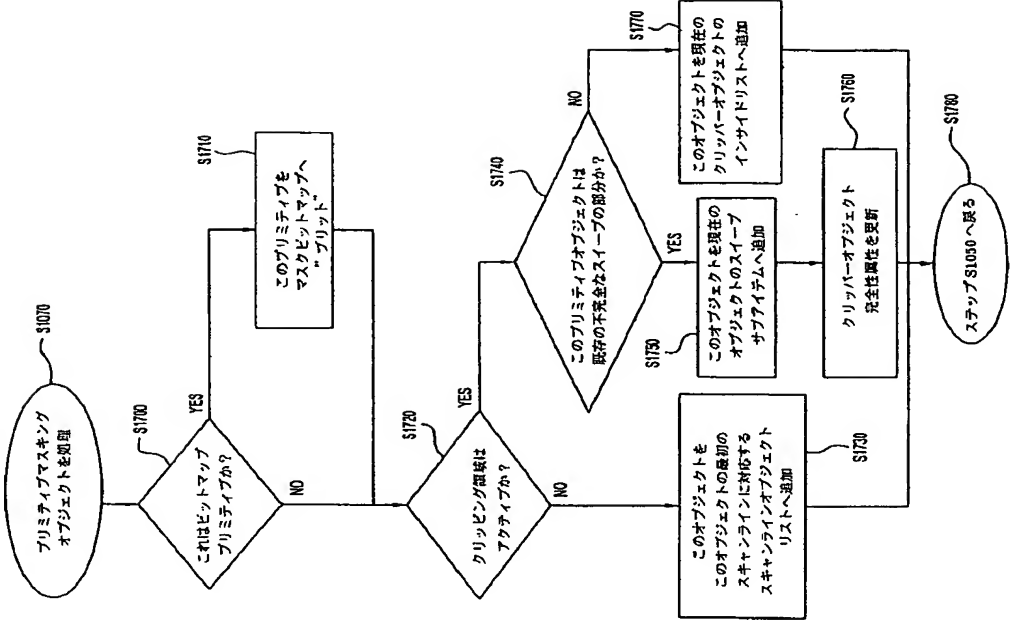 プリミティブマスキング
オブジェクトを処理
S1070
S1700
これはビットマップ
プリミティブか?
YES
NO
S1710
このプリミティブを
マスクビットマップへ
"ブリット"
S1720
クリッピング領域は
アクティブか?
YES
NO
S1730
このオブジェクトを
このオブジェクトの最初の
スキャンラインに対応する
スキャンラインオブジェクト
リストへ追加
S1740
このプリミティブオブジェクトは
既存の不完全なスイープの部分か?
YES
NO
S1750
このオブジェクトを現在の
オブジェクトのスイープ
サブアイテムへ追加
S1770
このオブジェクトを現在の
クリッパーオブジェクトの
インサイドリストへ追加
S1760
クリッパーオブジェクト
完全性属性を更新
S1780
ステップS1050へ戻る